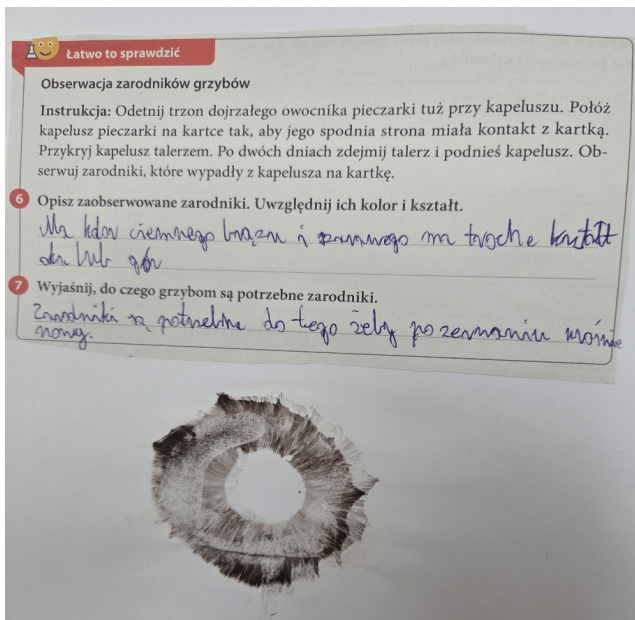 Łatwo to sprawdzić
Obserwacja zarodników grzybów
Instrukcja: Odetnij trzon dojrzałego owocnika pieczarki tuż przy kapeluszu. Połóż
kapelusz pieczarki na kartce tak, aby jego spodnia strona miała kontakt z kartką.
Przykryj kapelusz talerzem. Po dwóch dniach zdejmij talerz i podnieś kapelusz. Ob-
serwuj zarodniki, które wypadły z kapelusza na kartkę.
6 Opisz zaobserwowane zarodniki. Uwzględnij ich kolor i kształt.
Ma kolor ciemnego brązu i ma trochę kształt
lub gór
7 Wyjaśnij, do czego grzybom są potrzebne zarodniki.
Zarodniki są potrzebne do tego żeby po zerwaniu
nowy.